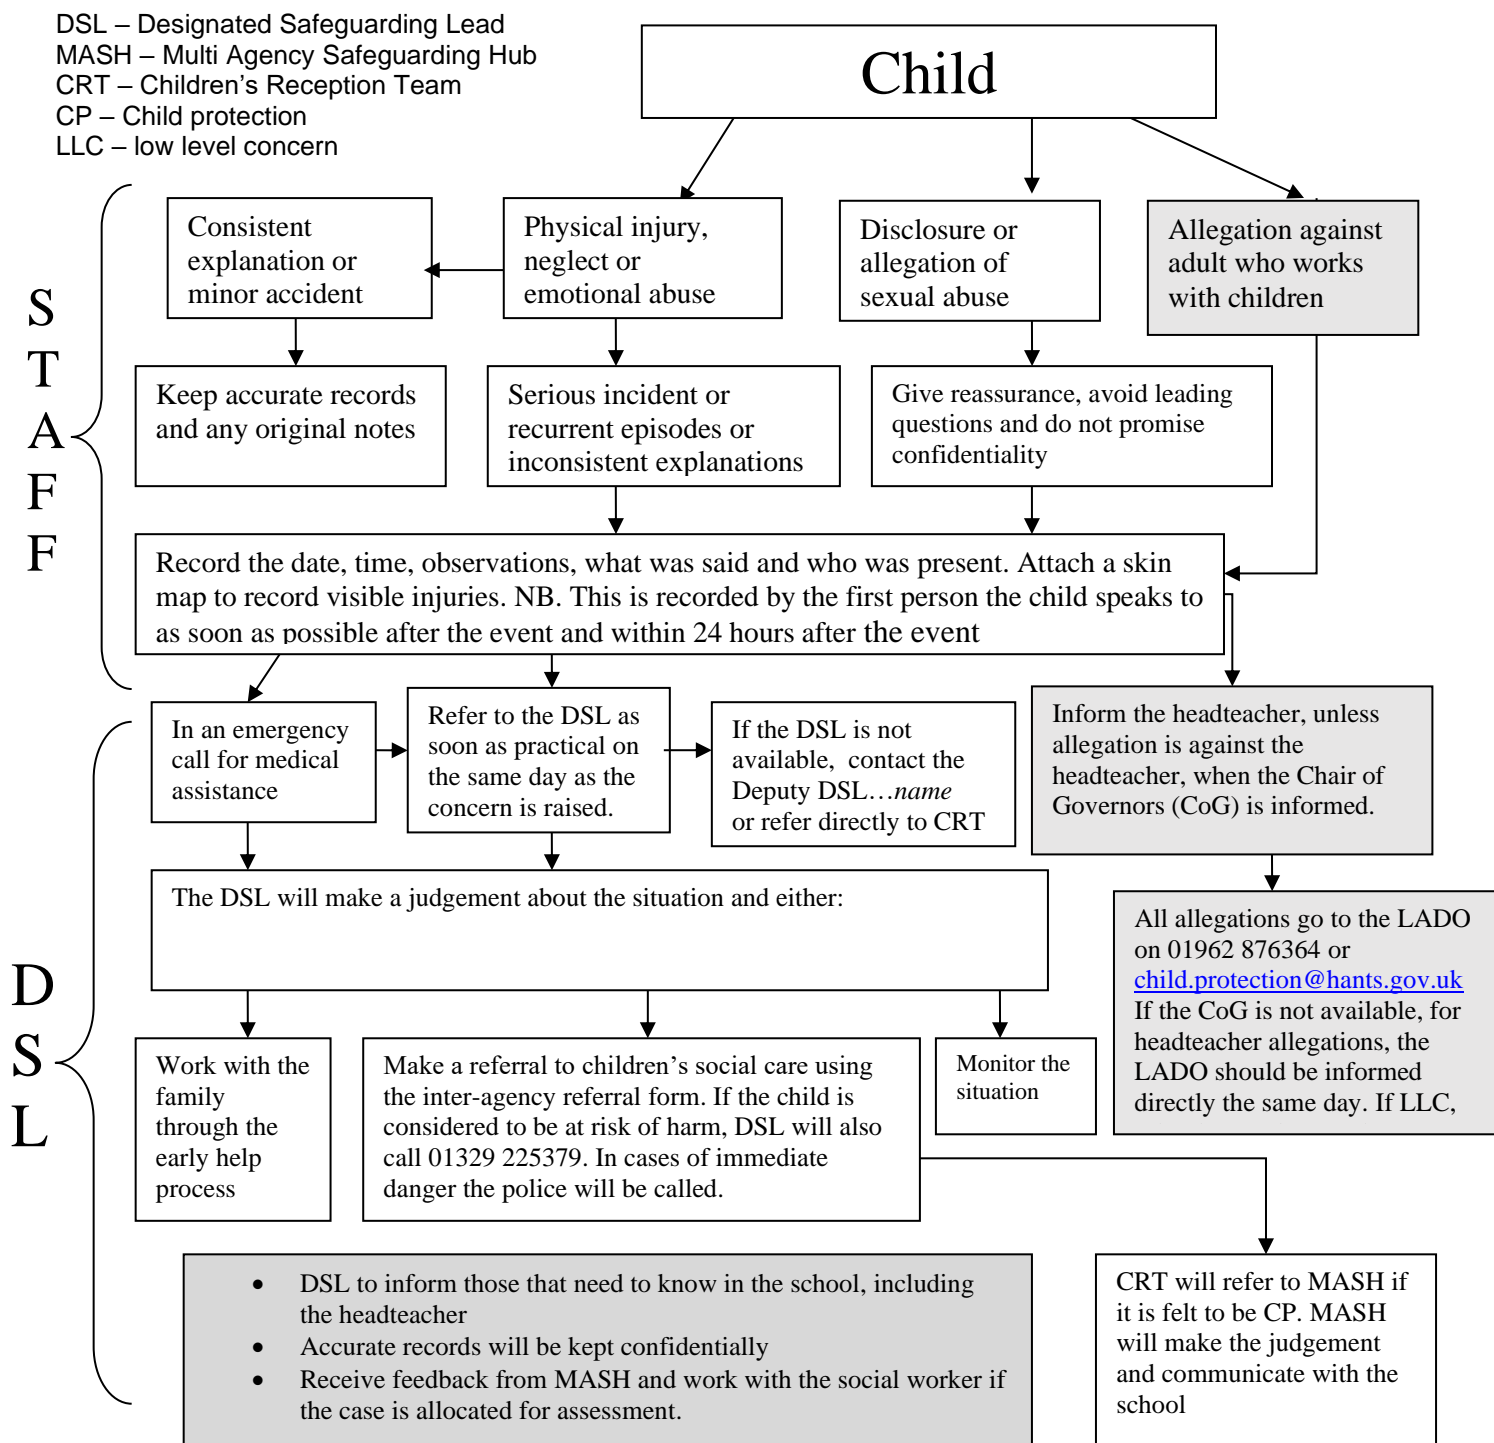 DSL – Designated Safeguarding Lead
MASH – Multi Agency Safeguarding Hub
CRT – Children's Reception Team
CP – Child protection
LLC – low level concern
Child
S
T
A
F
F
Consistent
explanation or
minor accident
Physical injury,
neglect or
emotional abuse
Disclosure or
allegation of
sexual abuse
Allegation against
adult who works
with children
Keep accurate records
and any original notes
Serious incident or
recurrent episodes or
inconsistent explanations
Give reassurance, avoid leading
questions and do not promise
confidentiality
Record the date, time, observations, what was said and who was present. Attach a skin
map to record visible injuries. NB. This is recorded by the first person the child speaks to
as soon as possible after the event and within 24 hours after the event
D
S
L
In an emergency
call for medical
assistance
Refer to the DSL as
soon as practical on
the same day as the
concern is raised.
If the DSL is not
available, contact the
Deputy DSL…name
or refer directly to CRT
Inform the headteacher, unless
allegation is against the
headteacher, when the Chair of
Governors (CoG) is informed.
The DSL will make a judgement about the situation and either:
All allegations go to the LADO
on 01962 876364 or
child.protection@hants.gov.uk
If the CoG is not available, for
headteacher allegations, the
LADO should be informed
directly the same day. If LLC,
Work with the
family
through the
early help
process
Make a referral to children's social care using
the inter-agency referral form. If the child is
considered to be at risk of harm, DSL will also
call 01329 225379. In cases of immediate
danger the police will be called.
Monitor the
situation
• DSL to inform those that need to know in the school, including
the headteacher
• Accurate records will be kept confidentially
• Receive feedback from MASH and work with the social worker if
the case is allocated for assessment.
CRT will refer to MASH if
it is felt to be CP. MASH
will make the judgement
and communicate with the
school